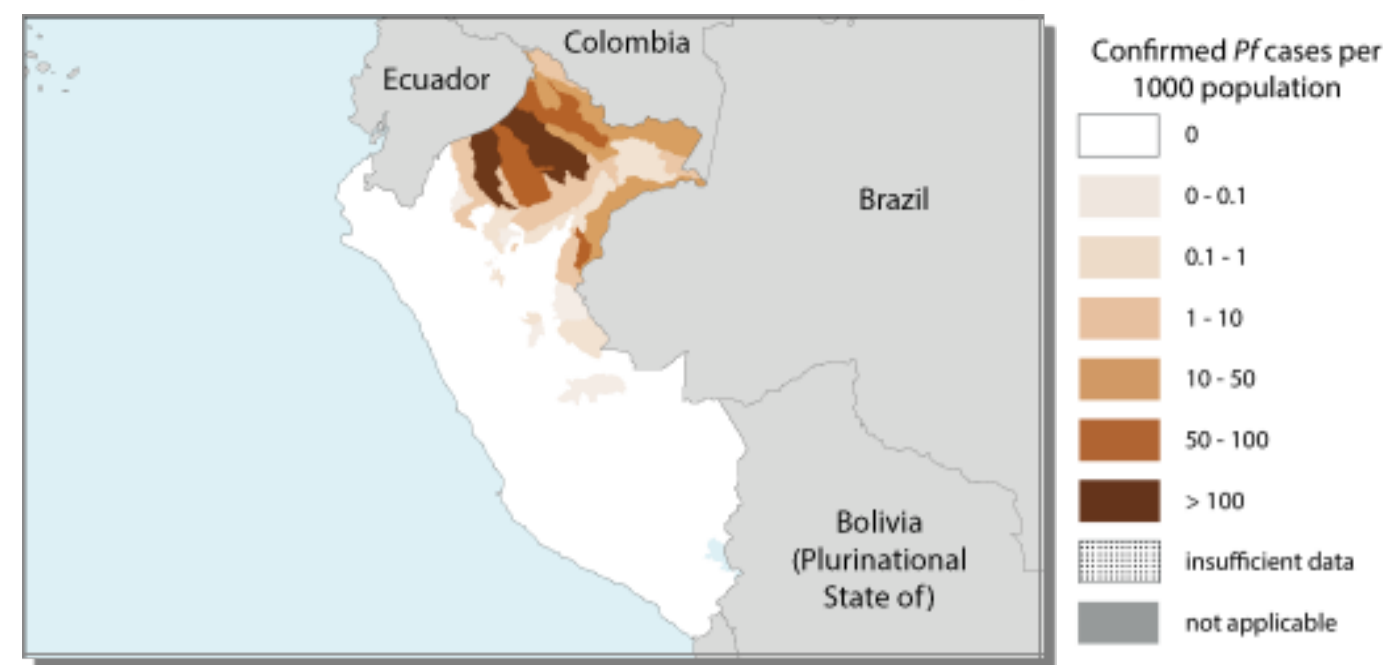 Colombia
Ecuador
Brazil
Bolivia
(Plurinational
State of)
Confirmed Pf cases per
1000 population
0
0 - 0.1
0.1 - 1
1 - 10
10 - 50
50 - 100
> 100
insufficient data
not applicable